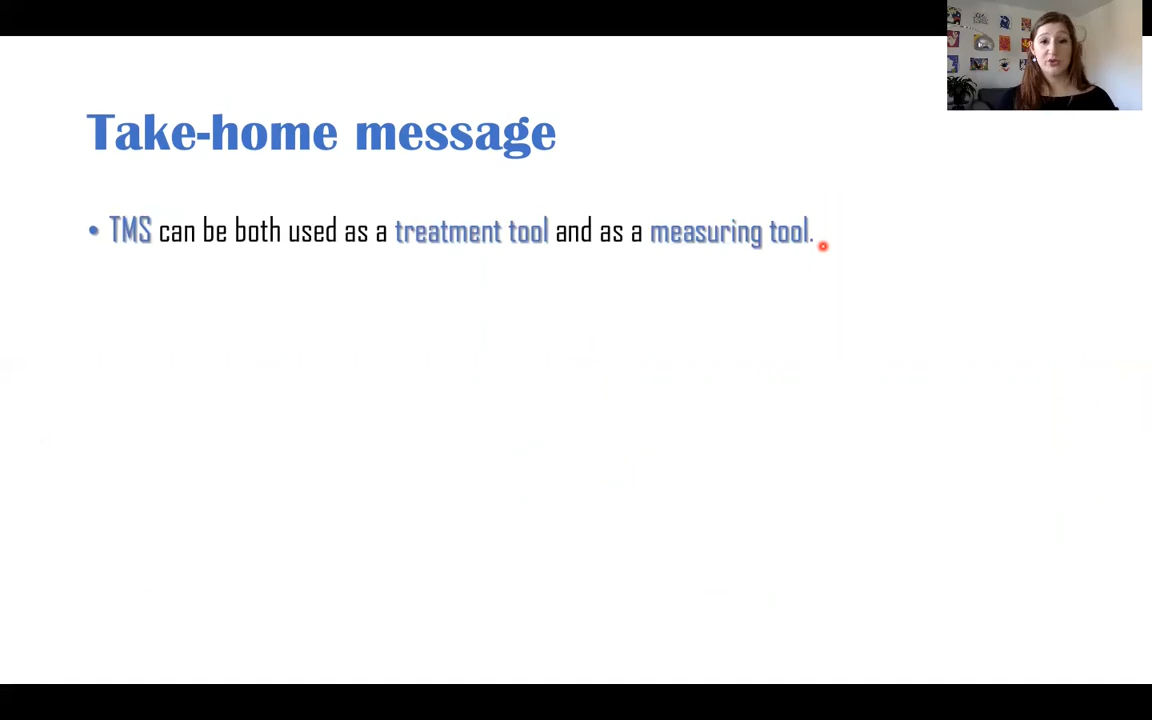 Take-home message
• TMS can be both used as a treatment tool and as a measuring tool.